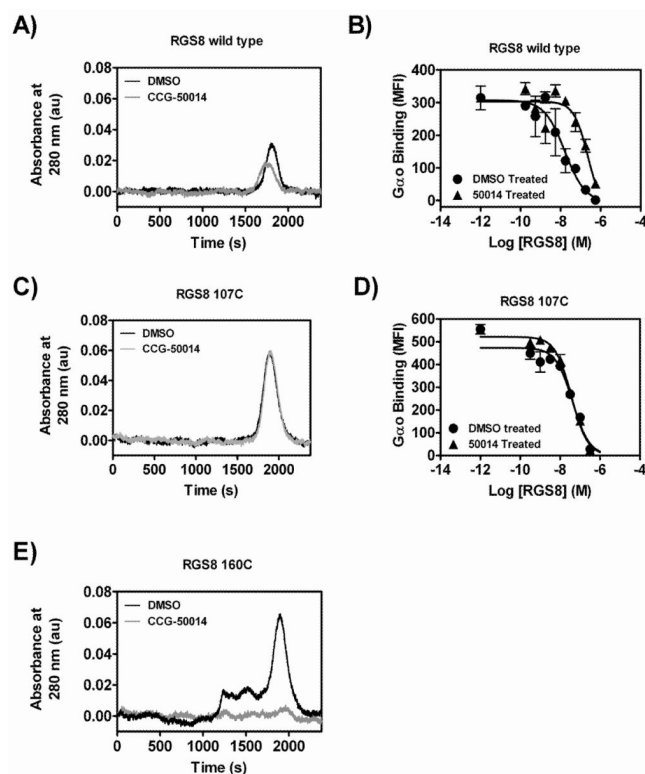 A)
RGS8 wild type
Absorbance at
280 nm (au)
0.08
0.06
0.04
0.02
0.00
DMSO
CCG-50014
0 500 1000 1500 2000
Time (s)
B)
RGS8 wild type
Gαo Binding (MFI)
400
300
200
100
0
DMSO Treated
50014 Treated
-14 -12 -10 -8 -6 -4
Log [RGS8] (M)
C)
RGS8 107C
Absorbance at
280 nm (au)
0.08
0.06
0.04
0.02
0.00
DMSO
CCG-50014
0 1000 2000
Time (s)
D)
RGS8 107C
Gαo Binding (MFI)
600
500
400
300
200
100
0
DMSO treated
50014 Treated
-14 -12 -10 -8 -6 -4
Log [RGS8] (M)
E)
RGS8 160C
Absorbance at
280 nm (au)
0.08
0.06
0.04
0.02
0.00
DMSO
CCG-50014
0 500 1000 1500 2000
Time (s)